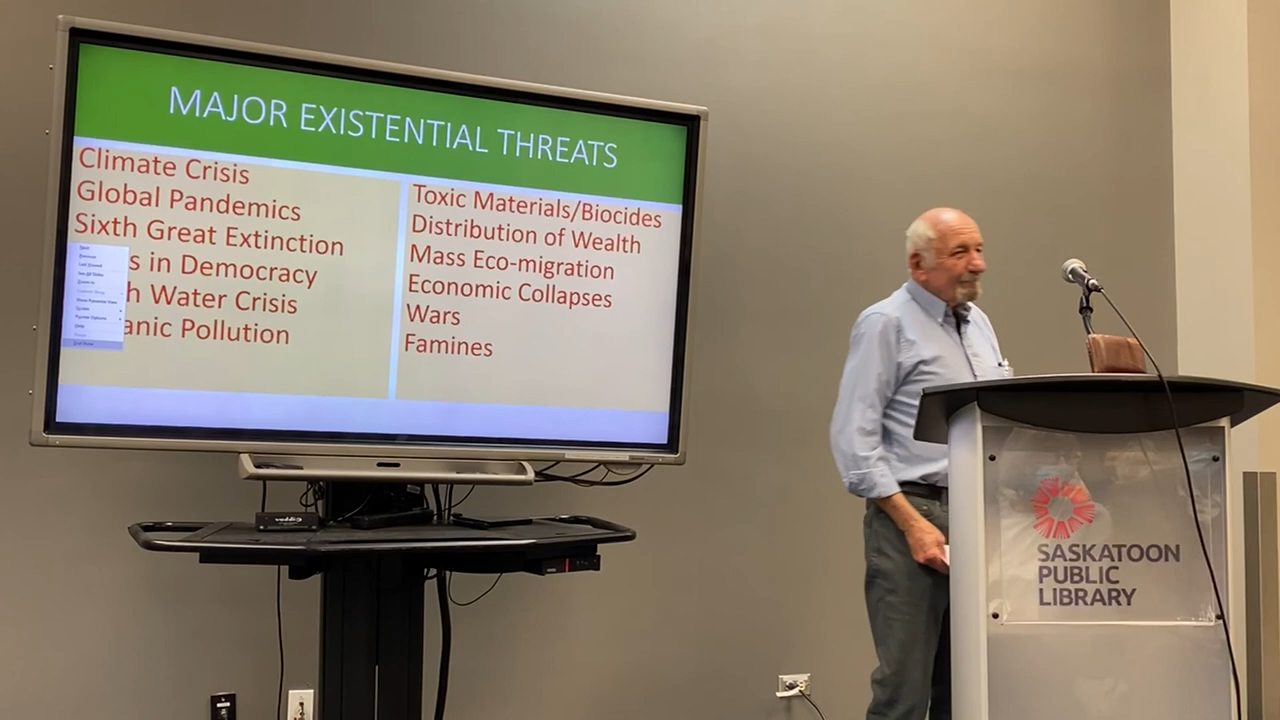 MAJOR EXISTENTIAL THREATS
Climate Crisis
Global Pandemics
Sixth Great Extinction
s in Democracy
h Water Crisis
anic Pollution
Toxic Materials/Biocides
Distribution of Wealth
Mass Eco-migration
Economic Collapses
Wars
Famines
SASKATOON
PUBLIC
LIBRARY